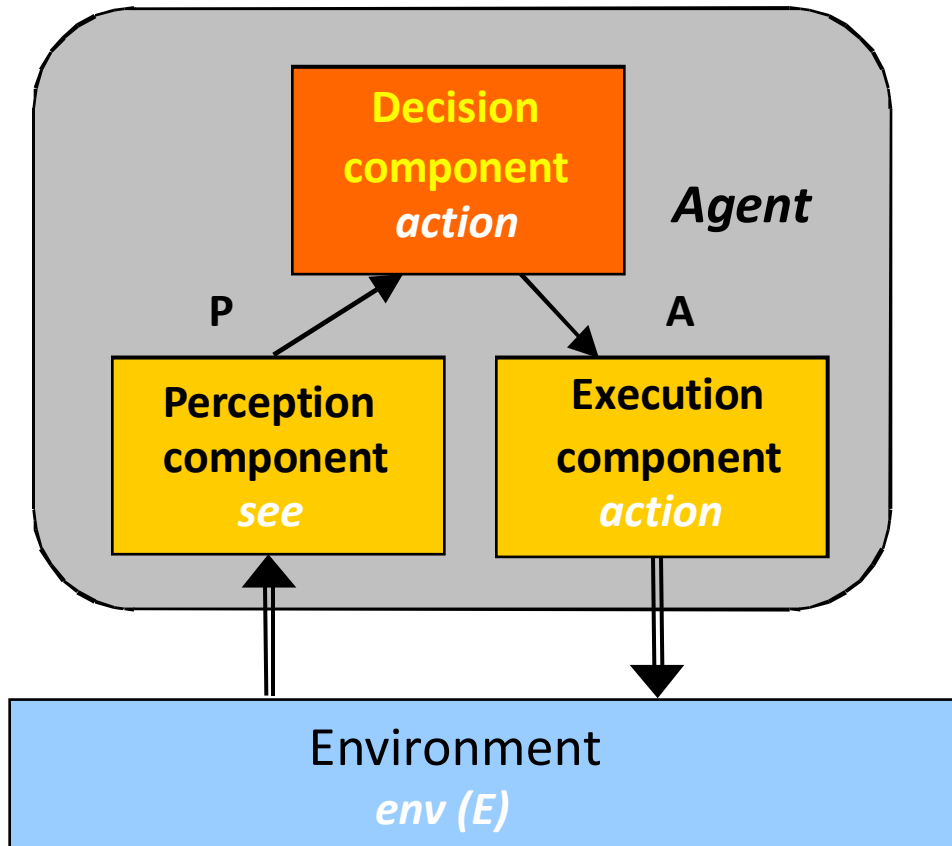 Decision
component
action
Agent
P
A
Perception
component
see
Execution
component
action
Environment
env (E)